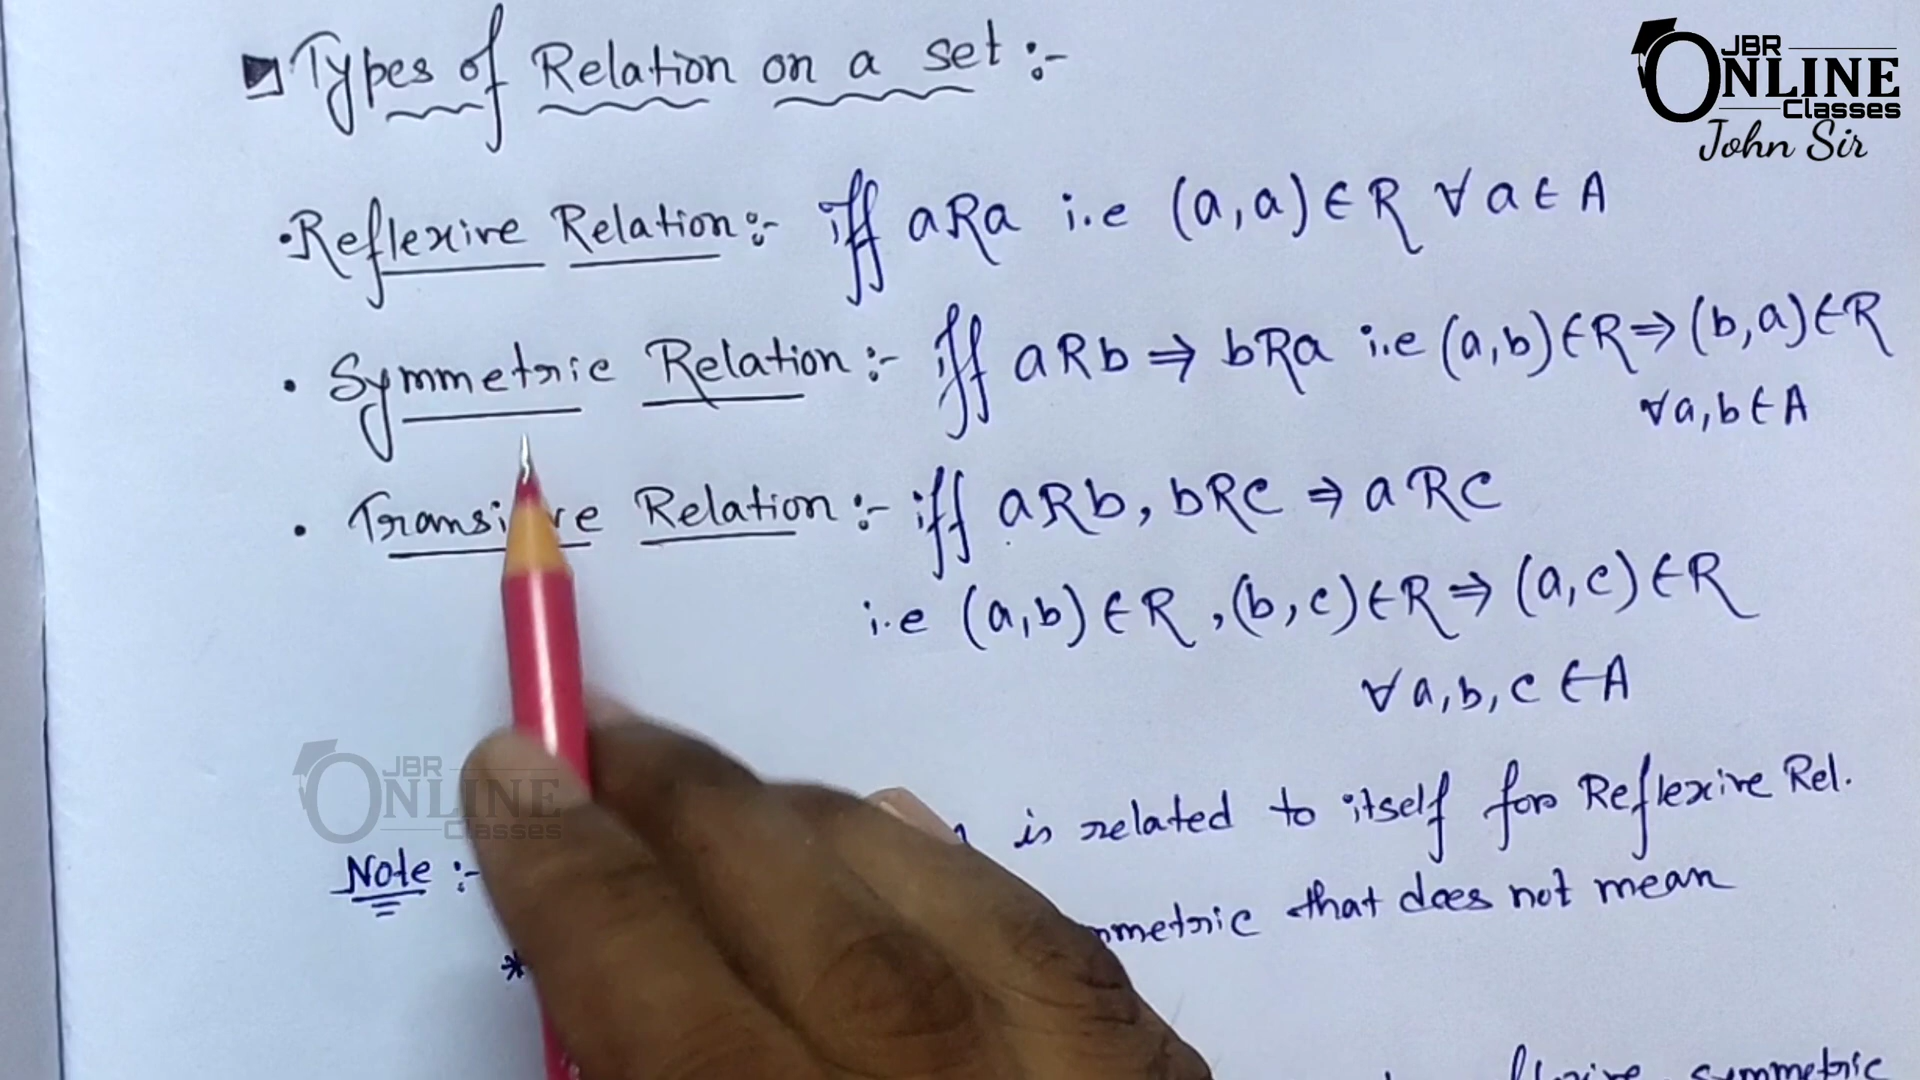 Types of Relation on a set :-
JBR
ONLINE
Classes
John Sir
• Reflexive Relation :- iff aRa i.e (a,a) ∈ R ∀ a ∈ A
• Symmetric Relation :- iff aRb ⇒ bRa i.e (a,b) ∈ R ⇒ (b,a) ∈ R
∀ a,b ∈ A
• Relation :- iff aRb, bRc ⇒ aRc
i.e (a,b) ∈ R, (b,c) ∈ R ⇒ (a,c) ∈ R
∀ a,b,c ∈ A
JBR
ONLINE
Classes
is related to itself for Reflexive Rel.
Note :-
* that does not mean
symmetric